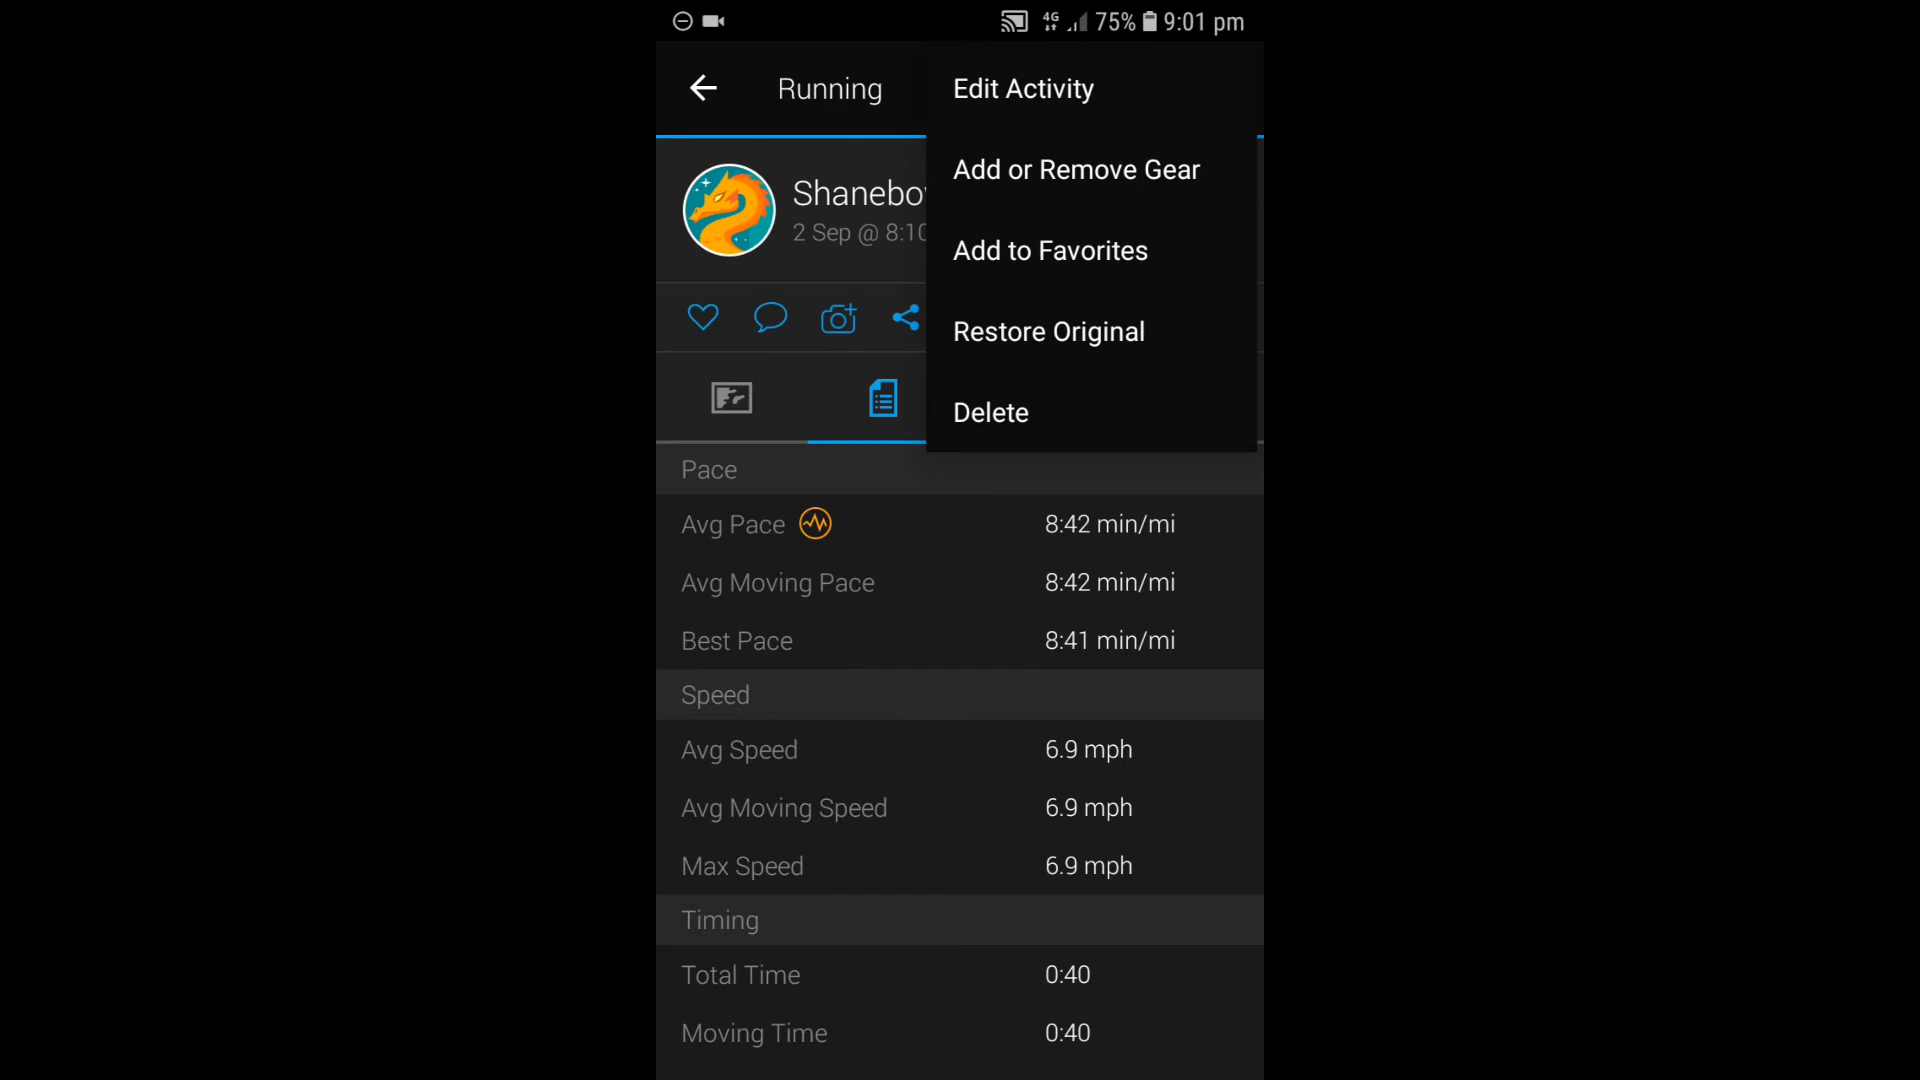 4G 75% 9:01 pm
Running
Edit Activity
Add or Remove Gear
Add to Favorites
Restore Original
Delete
2 Sep @
Pace
Avg Pace 8:42 min/mi
Avg Moving Pace 8:42 min/mi
Best Pace 8:41 min/mi
Speed
Avg Speed 6.9 mph
Avg Moving Speed 6.9 mph
Max Speed 6.9 mph
Timing
Total Time 0:40
Moving Time 0:40